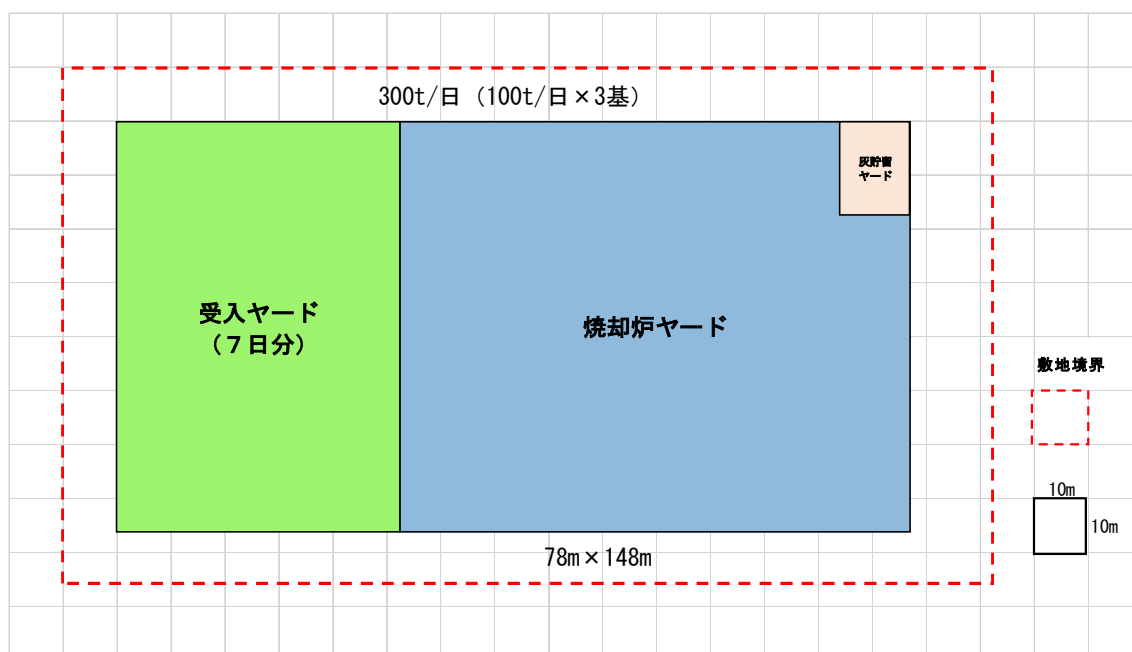 300t/日（100t/日×3基）
灰貯留
ヤード
受入ヤード
（７日分）
焼却炉ヤード
敷地境界
10m
10m
78m×148m